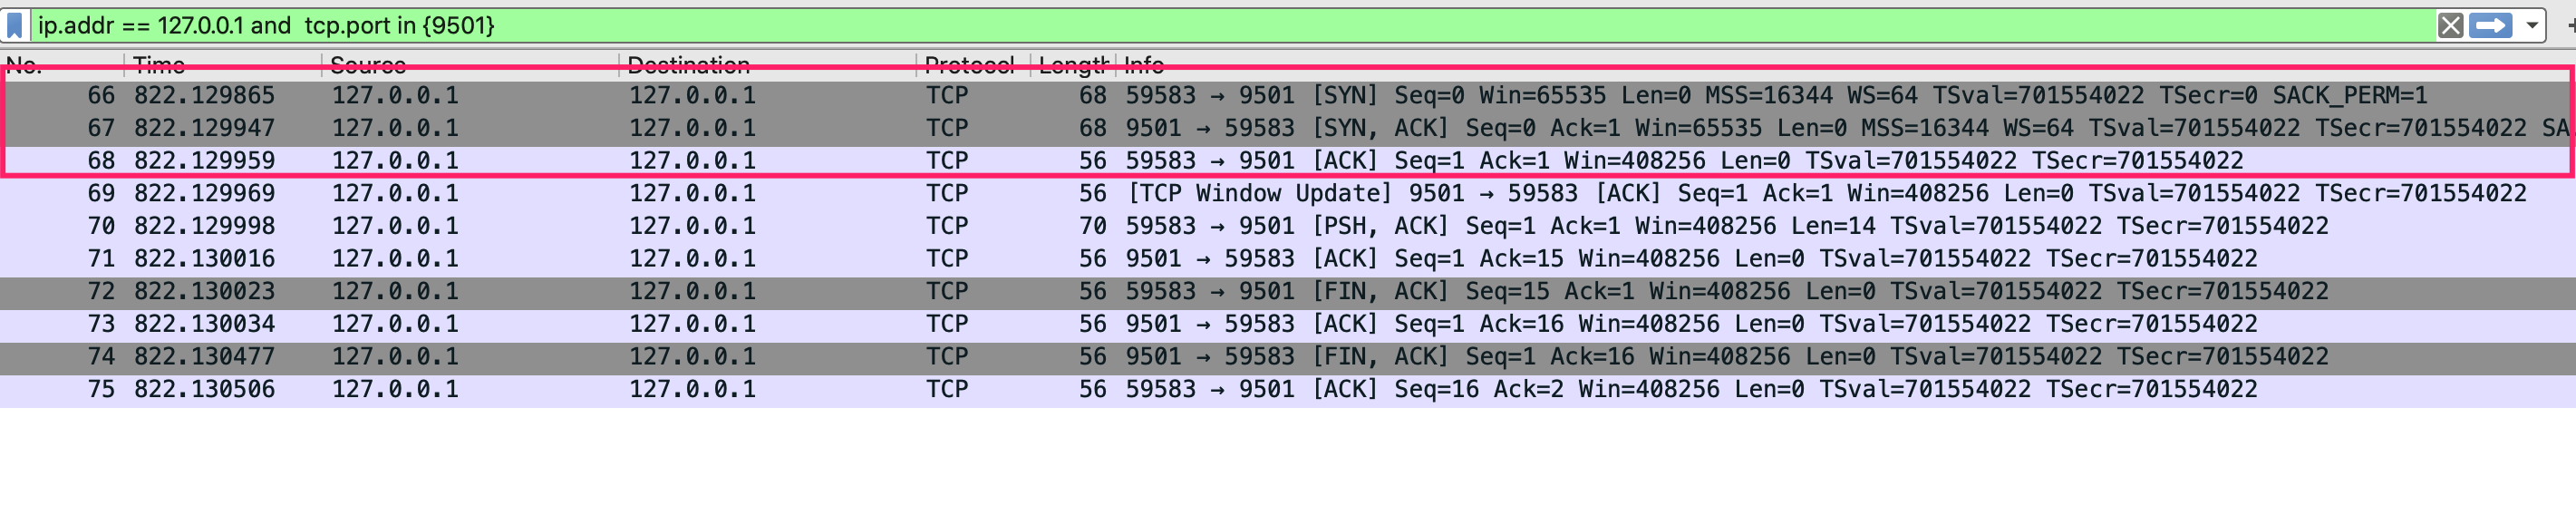 ip.addr == 127.0.0.1 and  tcp.port in {9501}
No. Time Source Destination Protocol Length Info
66 822.129865 127.0.0.1 127.0.0.1 TCP 68 59583 → 9501 [SYN] Seq=0 Win=65535 Len=0 MSS=16344 WS=64 TSval=701554022 TSecr=0 SACK_PERM=1
67 822.129947 127.0.0.1 127.0.0.1 TCP 68 9501 → 59583 [SYN, ACK] Seq=0 Ack=1 Win=65535 Len=0 MSS=16344 WS=64 TSval=701554022 TSecr=701554022 SA
68 822.129959 127.0.0.1 127.0.0.1 TCP 56 59583 → 9501 [ACK] Seq=1 Ack=1 Win=408256 Len=0 TSval=701554022 TSecr=701554022
69 822.129969 127.0.0.1 127.0.0.1 TCP 56 [TCP Window Update] 9501 → 59583 [ACK] Seq=1 Ack=1 Win=408256 Len=0 TSval=701554022 TSecr=701554022
70 822.129998 127.0.0.1 127.0.0.1 TCP 70 59583 → 9501 [PSH, ACK] Seq=1 Ack=1 Win=408256 Len=14 TSval=701554022 TSecr=701554022
71 822.130016 127.0.0.1 127.0.0.1 TCP 56 9501 → 59583 [ACK] Seq=1 Ack=15 Win=408256 Len=0 TSval=701554022 TSecr=701554022
72 822.130023 127.0.0.1 127.0.0.1 TCP 56 59583 → 9501 [FIN, ACK] Seq=15 Ack=1 Win=408256 Len=0 TSval=701554022 TSecr=701554022
73 822.130034 127.0.0.1 127.0.0.1 TCP 56 9501 → 59583 [ACK] Seq=1 Ack=16 Win=408256 Len=0 TSval=701554022 TSecr=701554022
74 822.130477 127.0.0.1 127.0.0.1 TCP 56 9501 → 59583 [FIN, ACK] Seq=1 Ack=16 Win=408256 Len=0 TSval=701554022 TSecr=701554022
75 822.130506 127.0.0.1 127.0.0.1 TCP 56 59583 → 9501 [ACK] Seq=16 Ack=2 Win=408256 Len=0 TSval=701554022 TSecr=701554022